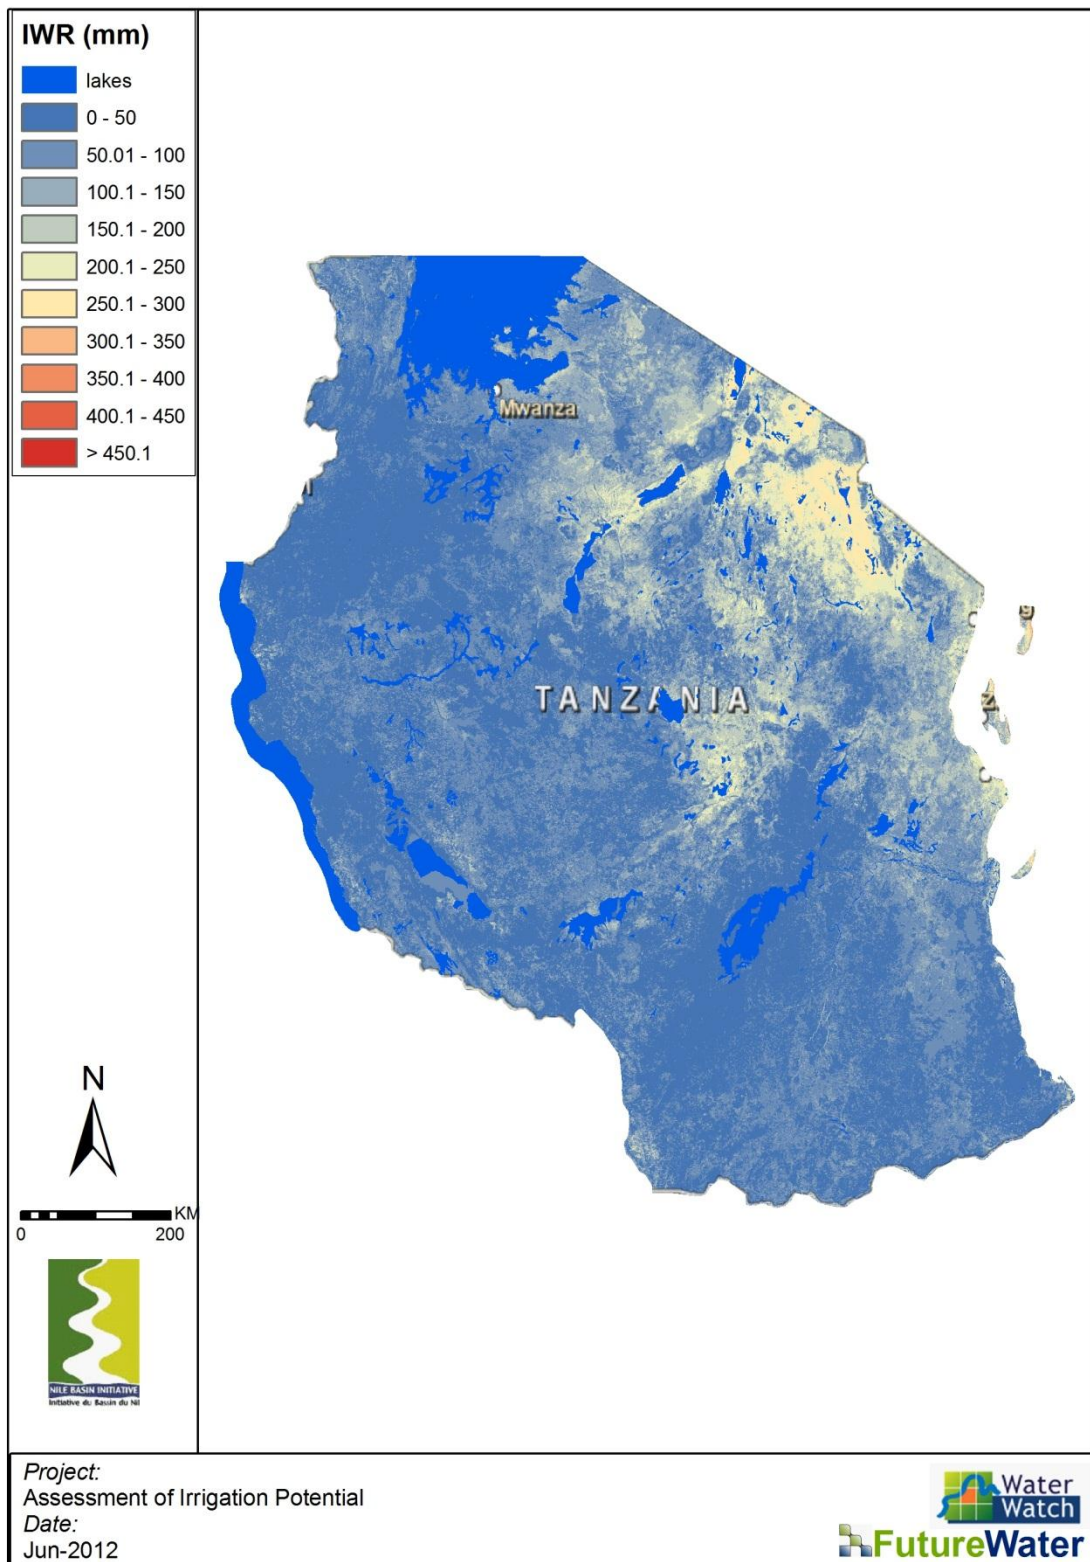 IWR (mm)
lakes
0 - 50
50.01 - 100
100.1 - 150
150.1 - 200
200.1 - 250
250.1 - 300
300.1 - 350
350.1 - 400
400.1 - 450
> 450.1
Mwanza
TANZANIA
N
KM
0 200
NILE BASIN INITIATIVE
Initiative du Bassin du Nil
Project:
Assessment of Irrigation Potential
Date:
Jun-2012
Water
Watch
FutureWater